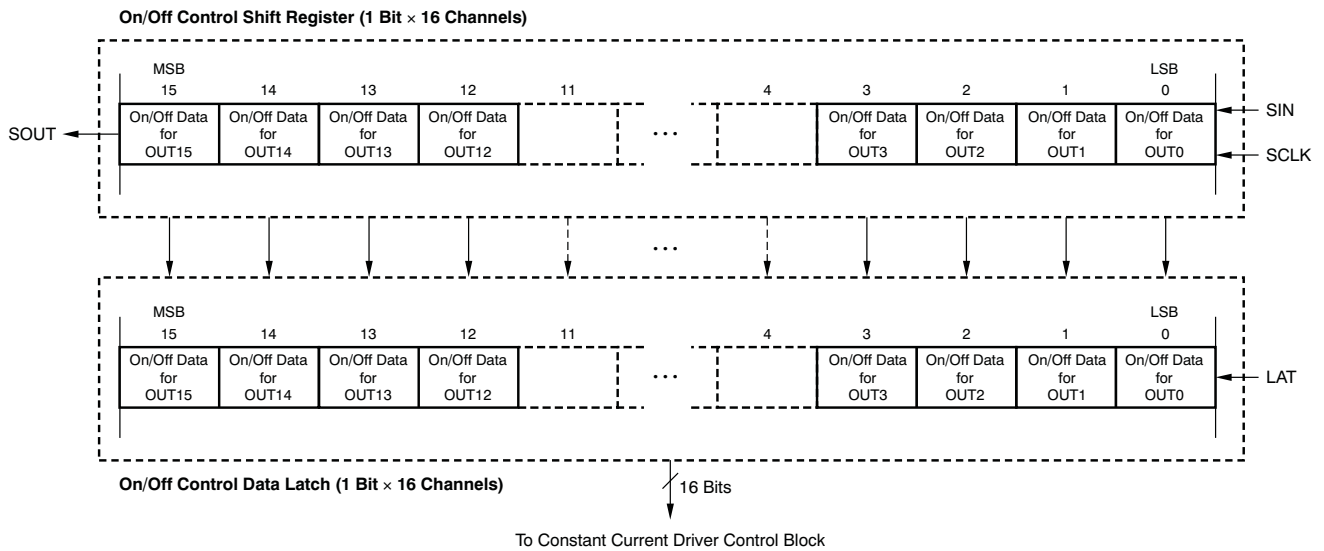 On/Off Control Shift Register (1 Bit × 16 Channels)
MSB LSB
15 14 13 12 11 4 3 2 1 0
On/Off Data for OUT15
On/Off Data for OUT14
On/Off Data for OUT13
On/Off Data for OUT12
...
On/Off Data for OUT3
On/Off Data for OUT2
On/Off Data for OUT1
On/Off Data for OUT0
SOUT
SIN
SCLK
...
MSB LSB
15 14 13 12 11 4 3 2 1 0
On/Off Data for OUT15
On/Off Data for OUT14
On/Off Data for OUT13
On/Off Data for OUT12
...
On/Off Data for OUT3
On/Off Data for OUT2
On/Off Data for OUT1
On/Off Data for OUT0
LAT
On/Off Control Data Latch (1 Bit × 16 Channels)
16 Bits
To Constant Current Driver Control Block